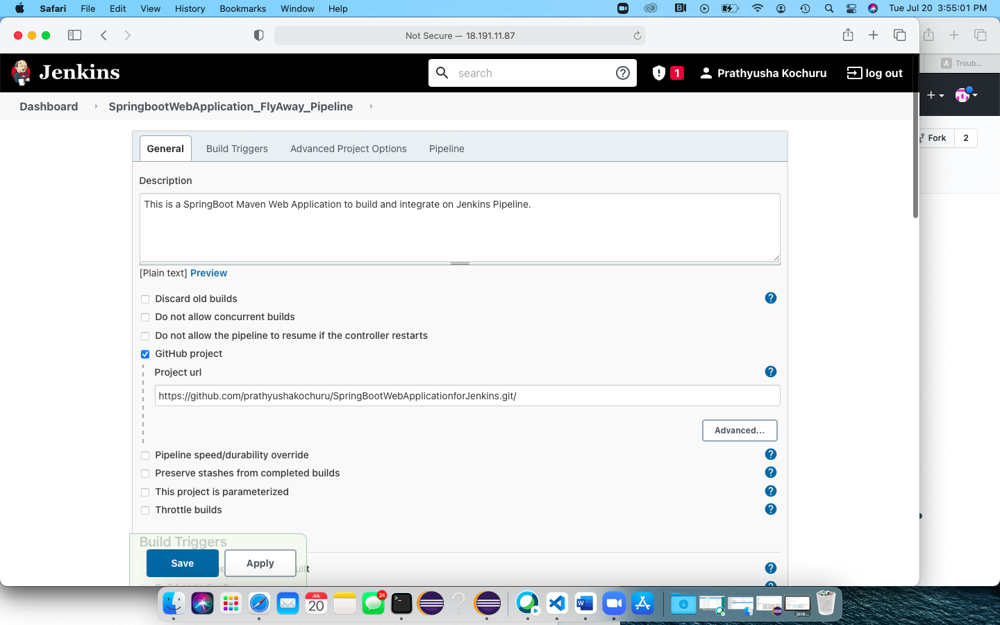 Safari File Edit View History Bookmarks Window Help Tue Jul 20 3:55:01 PM
Not Secure — 18.191.11.87
Troub...
Jenkins search 1 Prathyusha Kochuru log out
Dashboard SpringbootWebApplication_FlyAway_Pipeline
Fork 2
General Build Triggers Advanced Project Options Pipeline
Description
This is a SpringBoot Maven Web Application to build and integrate on Jenkins Pipeline.
[Plain text] Preview
Discard old builds
Do not allow concurrent builds
Do not allow the pipeline to resume if the controller restarts
GitHub project
Project url
https://github.com/prathyushakochuru/SpringBootWebApplicationforJenkins.git/
Advanced...
Pipeline speed/durability override
Preserve stashes from completed builds
This project is parameterized
Throttle builds
Build Triggers
Save Apply
24
JUL
20
java...